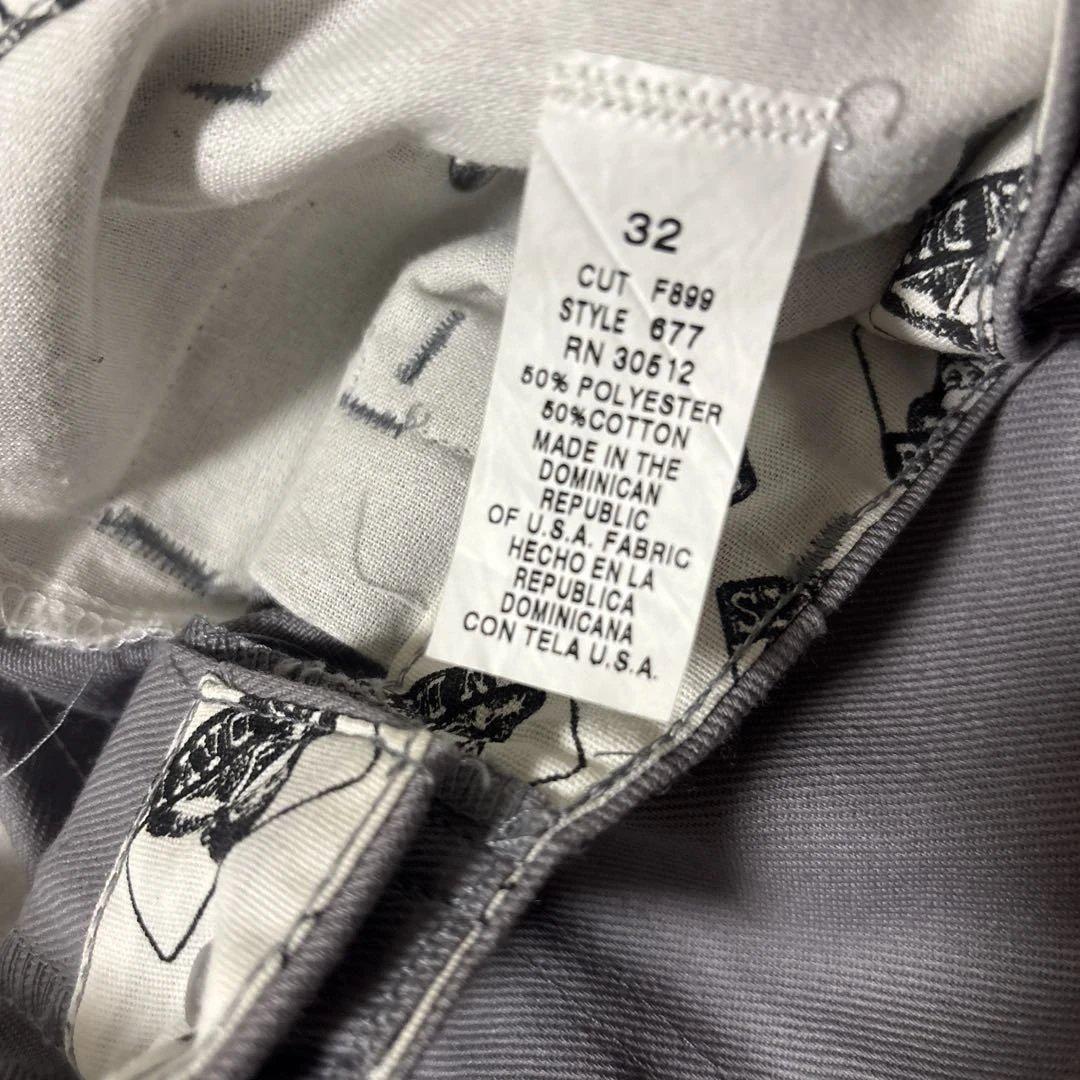 32
CUT F899
STYLE 677
RN 30512
50% POLYESTER
50%COTTON
MADE IN THE
DOMINICAN
REPUBLIC
OF U.S.A. FABRIC
HECHO EN LA
REPUBLICA
DOMINICANA
CON TELA U.S.A.